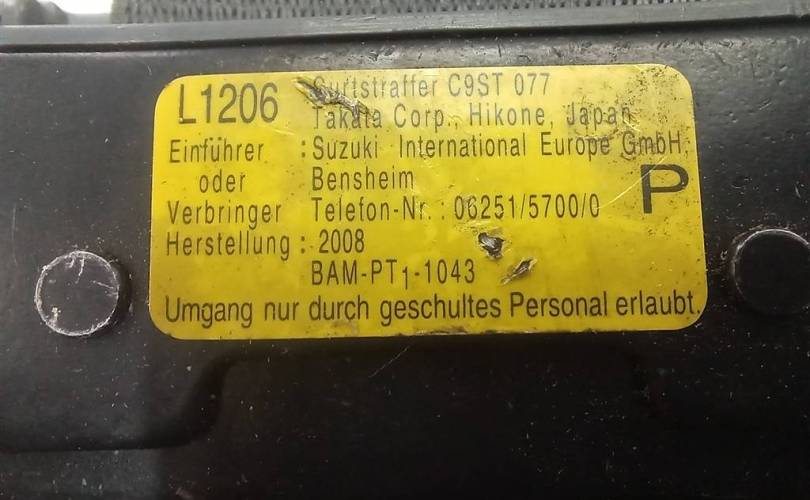 L1206 Gurtstraffer C9ST 077
Takata Corp., Hikone, Japan
Einführer : Suzuki International Europe GmbH,
oder Bensheim P
Verbringer Telefon-Nr. : 06251/5700/0
Herstellung : 2008
BAM-PT1-1043
Umgang nur durch geschultes Personal erlaubt.